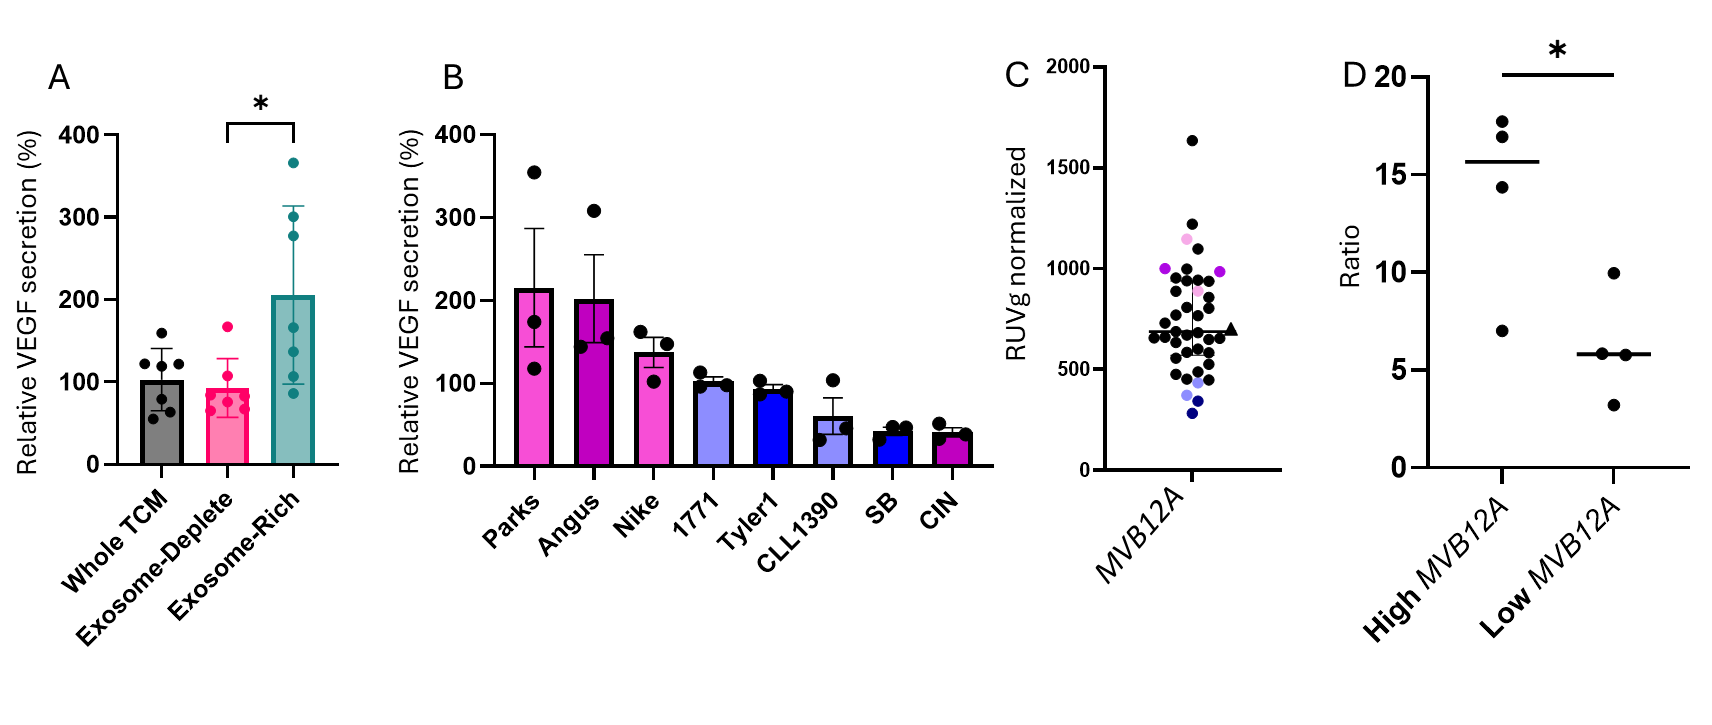 A
*
Relative VEGF secretion (%)
400
300
200
100
0
Whole TCM
Exosome-Deplete
Exosome-Rich
B
Relative VEGF secretion (%)
400
300
200
100
0
Parks
Angus
Nike
1771
Tyler1
CLL1390
SB
CIN
C
RUVg normalized
2000
1500
1000
500
0
MVB12A
D
*
Ratio
20
15
10
5
0
High MVB12A
Low MVB12A